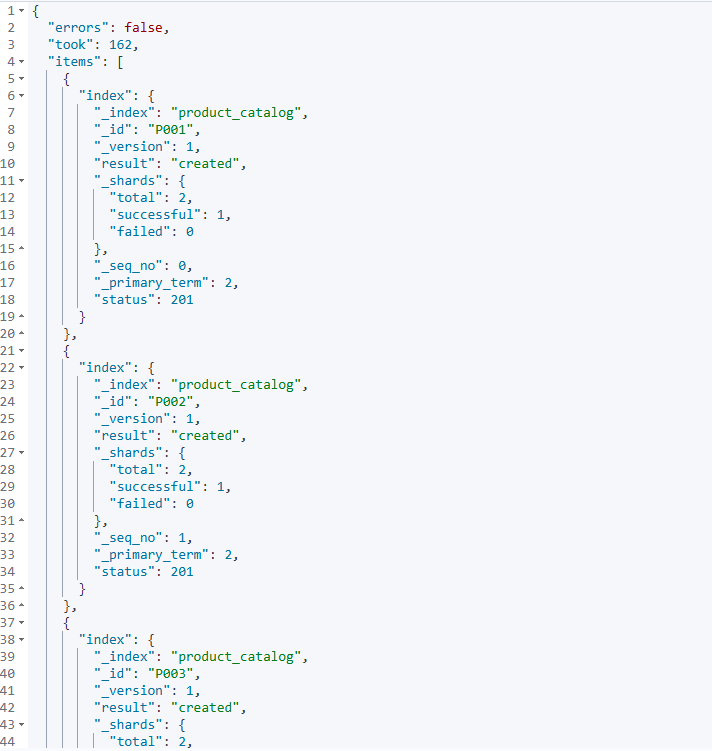 1 {
2 "errors": false,
3 "took": 162,
4 "items": [
5 {
6 "index": {
7 "_index": "product_catalog",
8 "_id": "P001",
9 "_version": 1,
10 "result": "created",
11 "_shards": {
12 "total": 2,
13 "successful": 1,
14 "failed": 0
15 },
16 "_seq_no": 0,
17 "_primary_term": 2,
18 "status": 201
19 }
20 },
21 {
22 "index": {
23 "_index": "product_catalog",
24 "_id": "P002",
25 "_version": 1,
26 "result": "created",
27 "_shards": {
28 "total": 2,
29 "successful": 1,
30 "failed": 0
31 },
32 "_seq_no": 1,
33 "_primary_term": 2,
34 "status": 201
35 }
36 },
37 {
38 "index": {
39 "_index": "product_catalog",
40 "_id": "P003",
41 "_version": 1,
42 "result": "created",
43 "_shards": {
44 "total": 2,